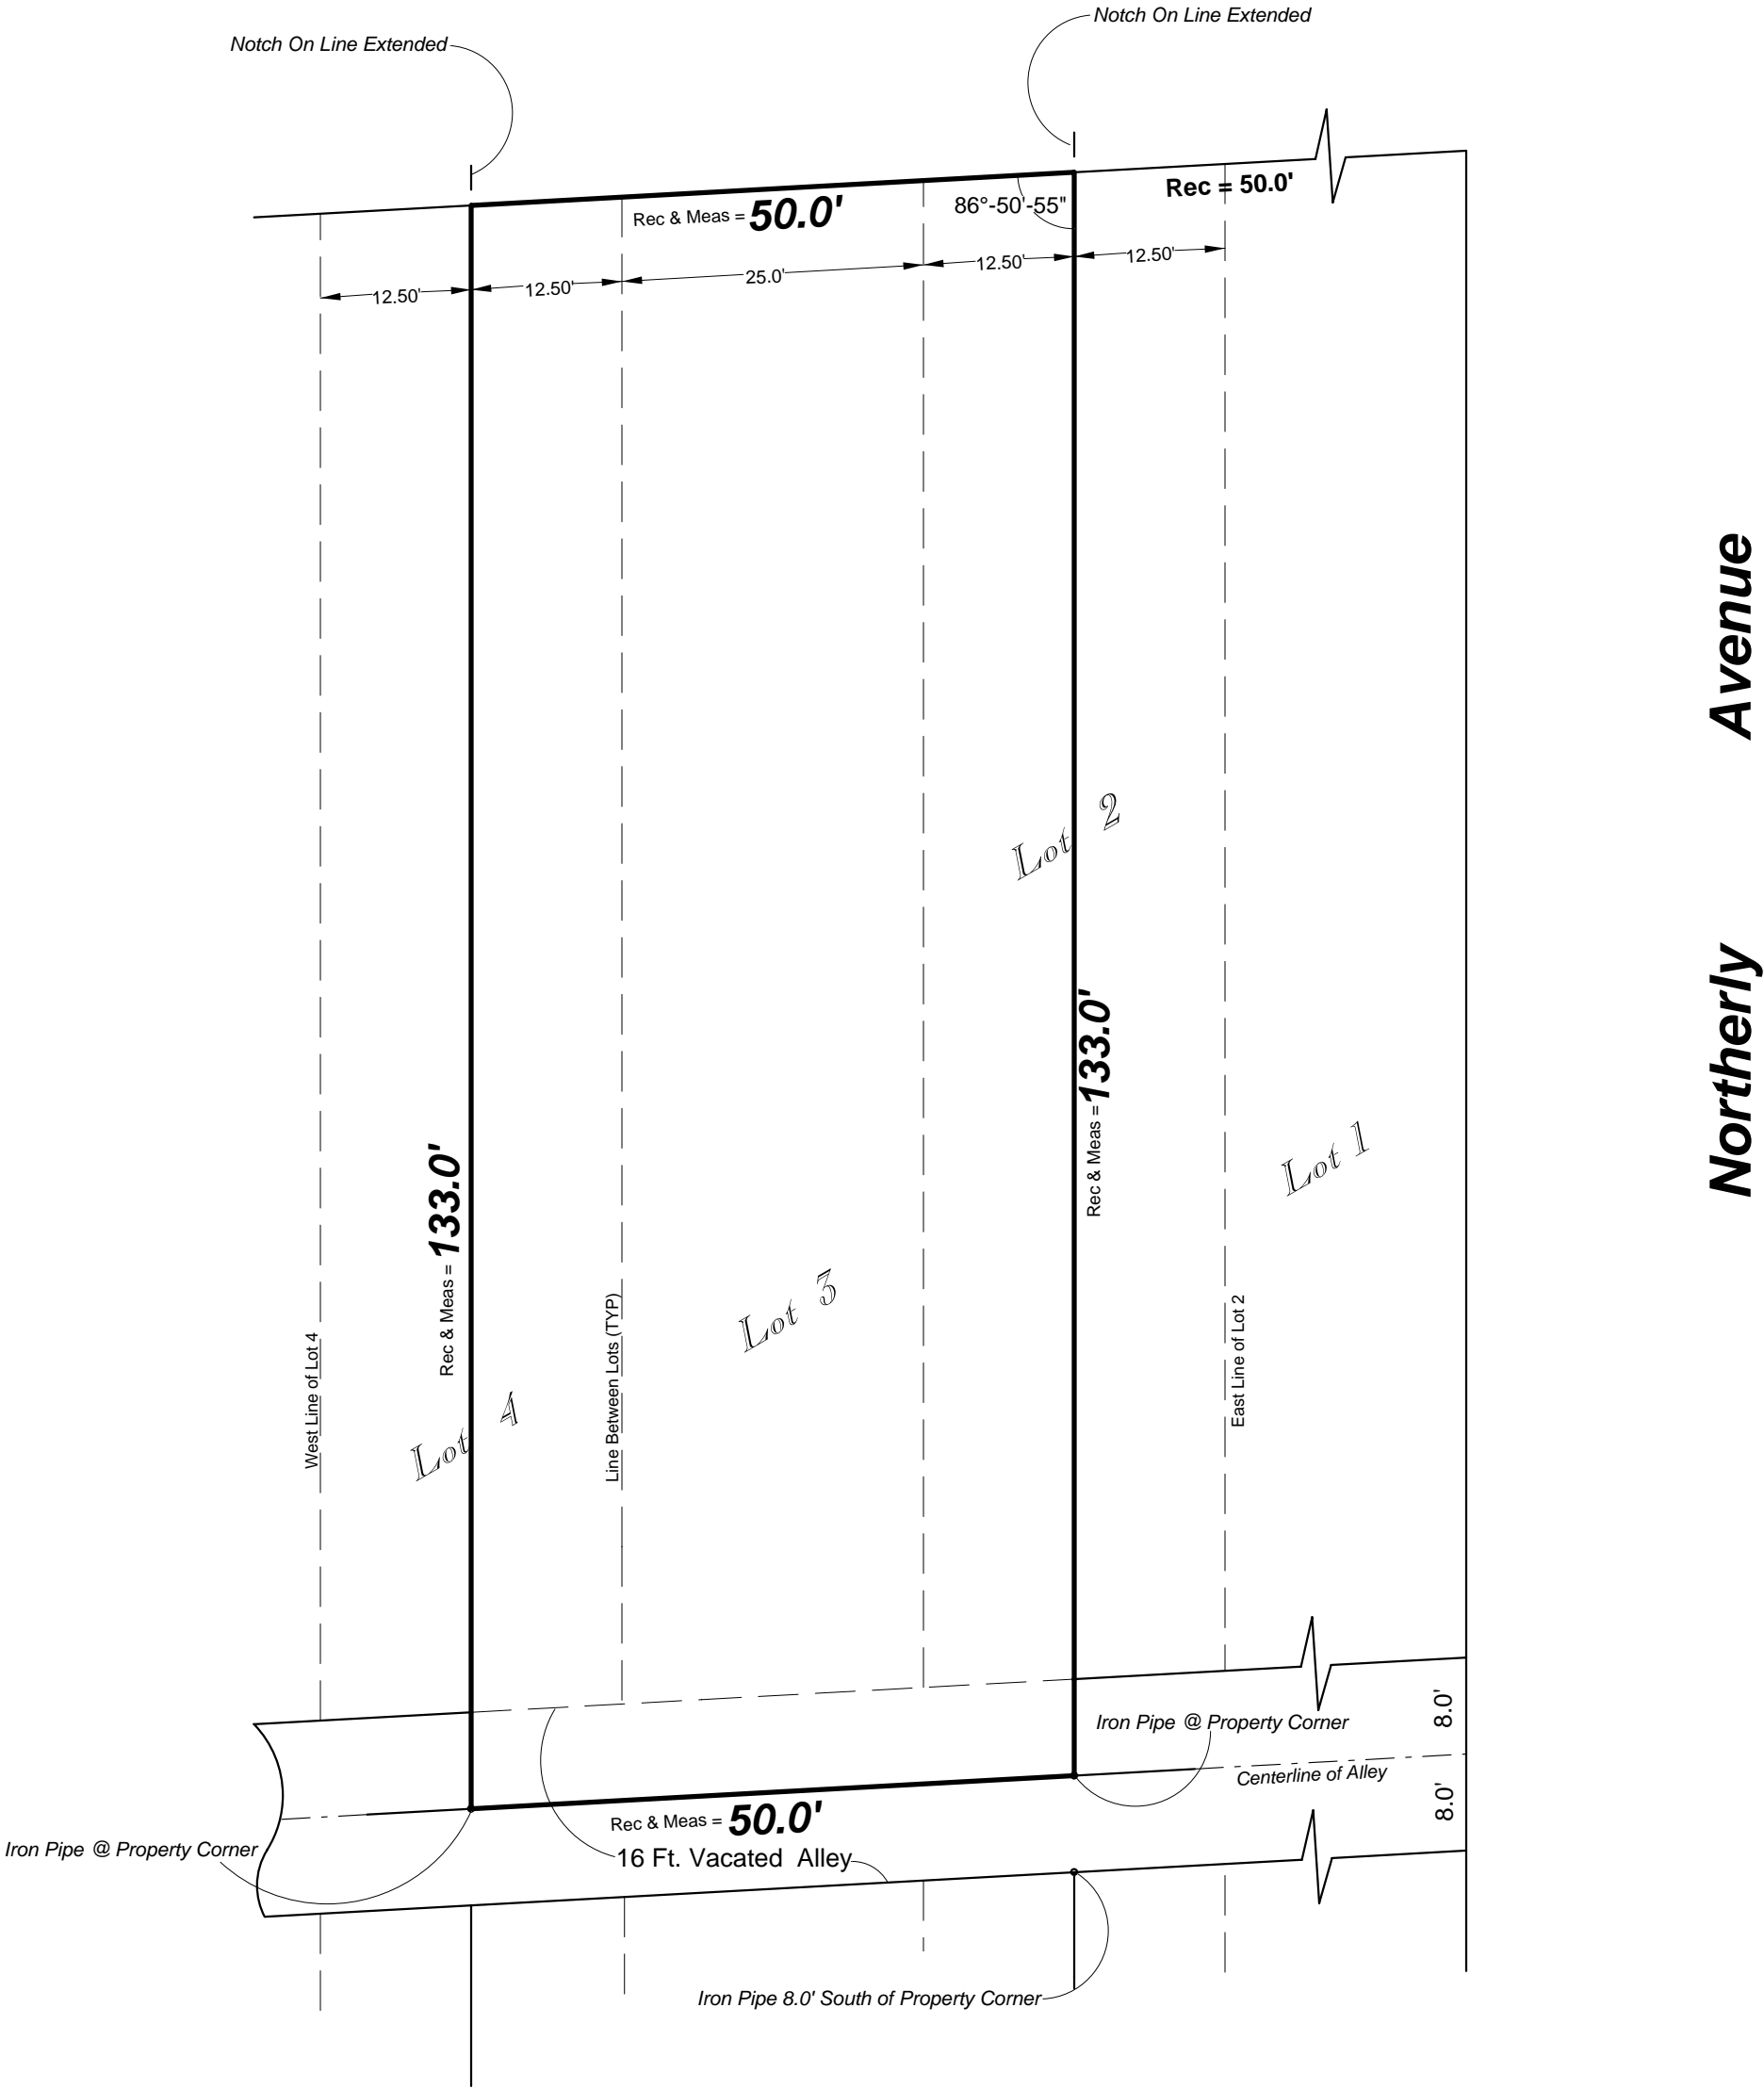 Notch On Line Extended
Notch On Line Extended
Rec & Meas = 50.0'
86°-50'-55"
Rec = 50.0'
12.50'
12.50'
25.0'
12.50'
12.50'
Avenue
Northerly
Lot 2
Rec & Meas = 133.0'
Lot 1
Rec & Meas = 133.0'
Lot 3
West Line of Lot 4
Line Between Lots (TYP)
East Line of Lot 2
Lot 4
Iron Pipe @ Property Corner
8.0'
Centerline of Alley
8.0'
Rec & Meas = 50.0'
Iron Pipe @ Property Corner
16 Ft. Vacated Alley
Iron Pipe 8.0' South of Property Corner